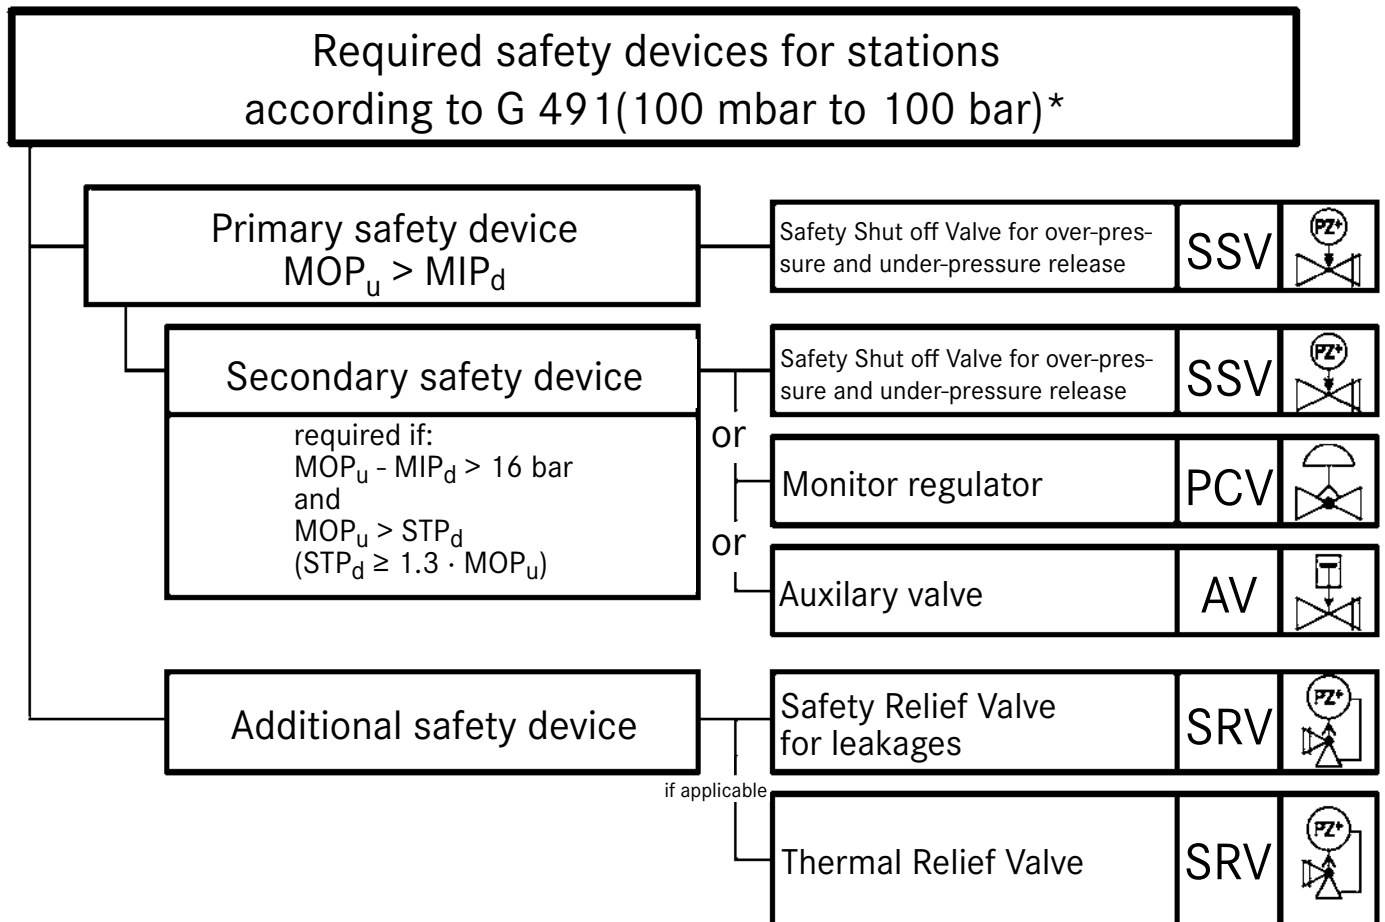 Required safety devices for stations
according to G 491(100 mbar to 100 bar)*
Primary safety device
MOPu > MIPd
Safety Shut off Valve for over-pres-
sure and under-pressure release
SSV
PZ+
Secondary safety device
required if:
MOPu - MIPd > 16 bar
and
MOPu > STPd
(STPd ≥ 1.3 · MOPu)
Safety Shut off Valve for over-pres-
sure and under-pressure release
SSV
PZ+
or
Monitor regulator
PCV
or
Auxilary valve
AV
Additional safety device
Safety Relief Valve
for leakages
SRV
PZ+
if applicable
Thermal Relief Valve
SRV
PZ+